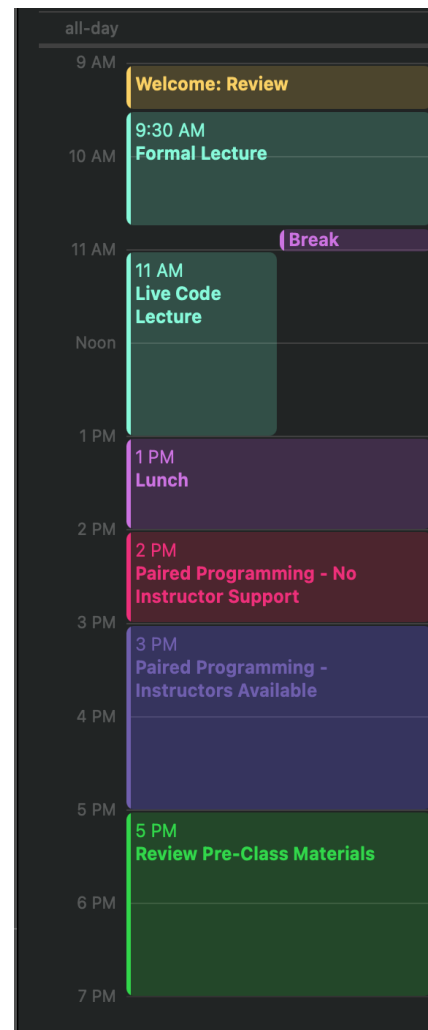 all-day
9 AM
Welcome: Review
9:30 AM
10 AM
Formal Lecture
Break
11 AM
11 AM
Live Code
Lecture
Noon
1 PM
1 PM
Lunch
2 PM
2 PM
Paired Programming - No
Instructor Support
3 PM
3 PM
Paired Programming -
Instructors Available
4 PM
5 PM
5 PM
Review Pre-Class Materials
6 PM
7 PM